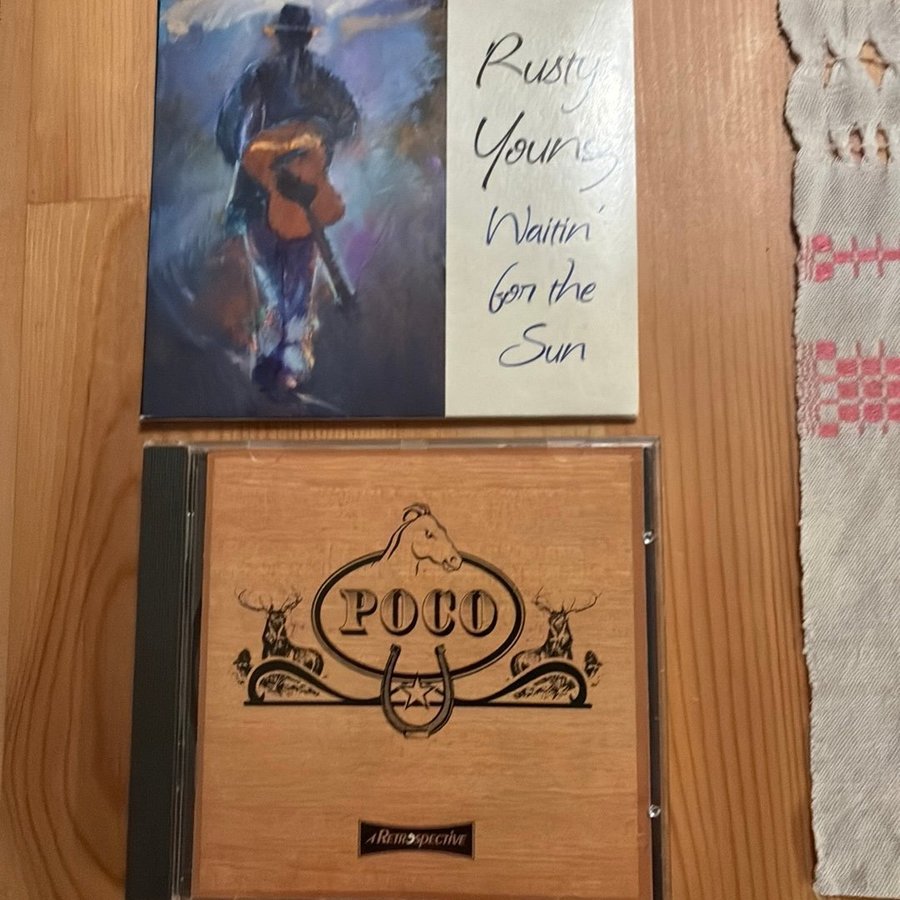 Rusty
Young
Waitin'
for the
Sun
POCO
A RETROSPECTIVE